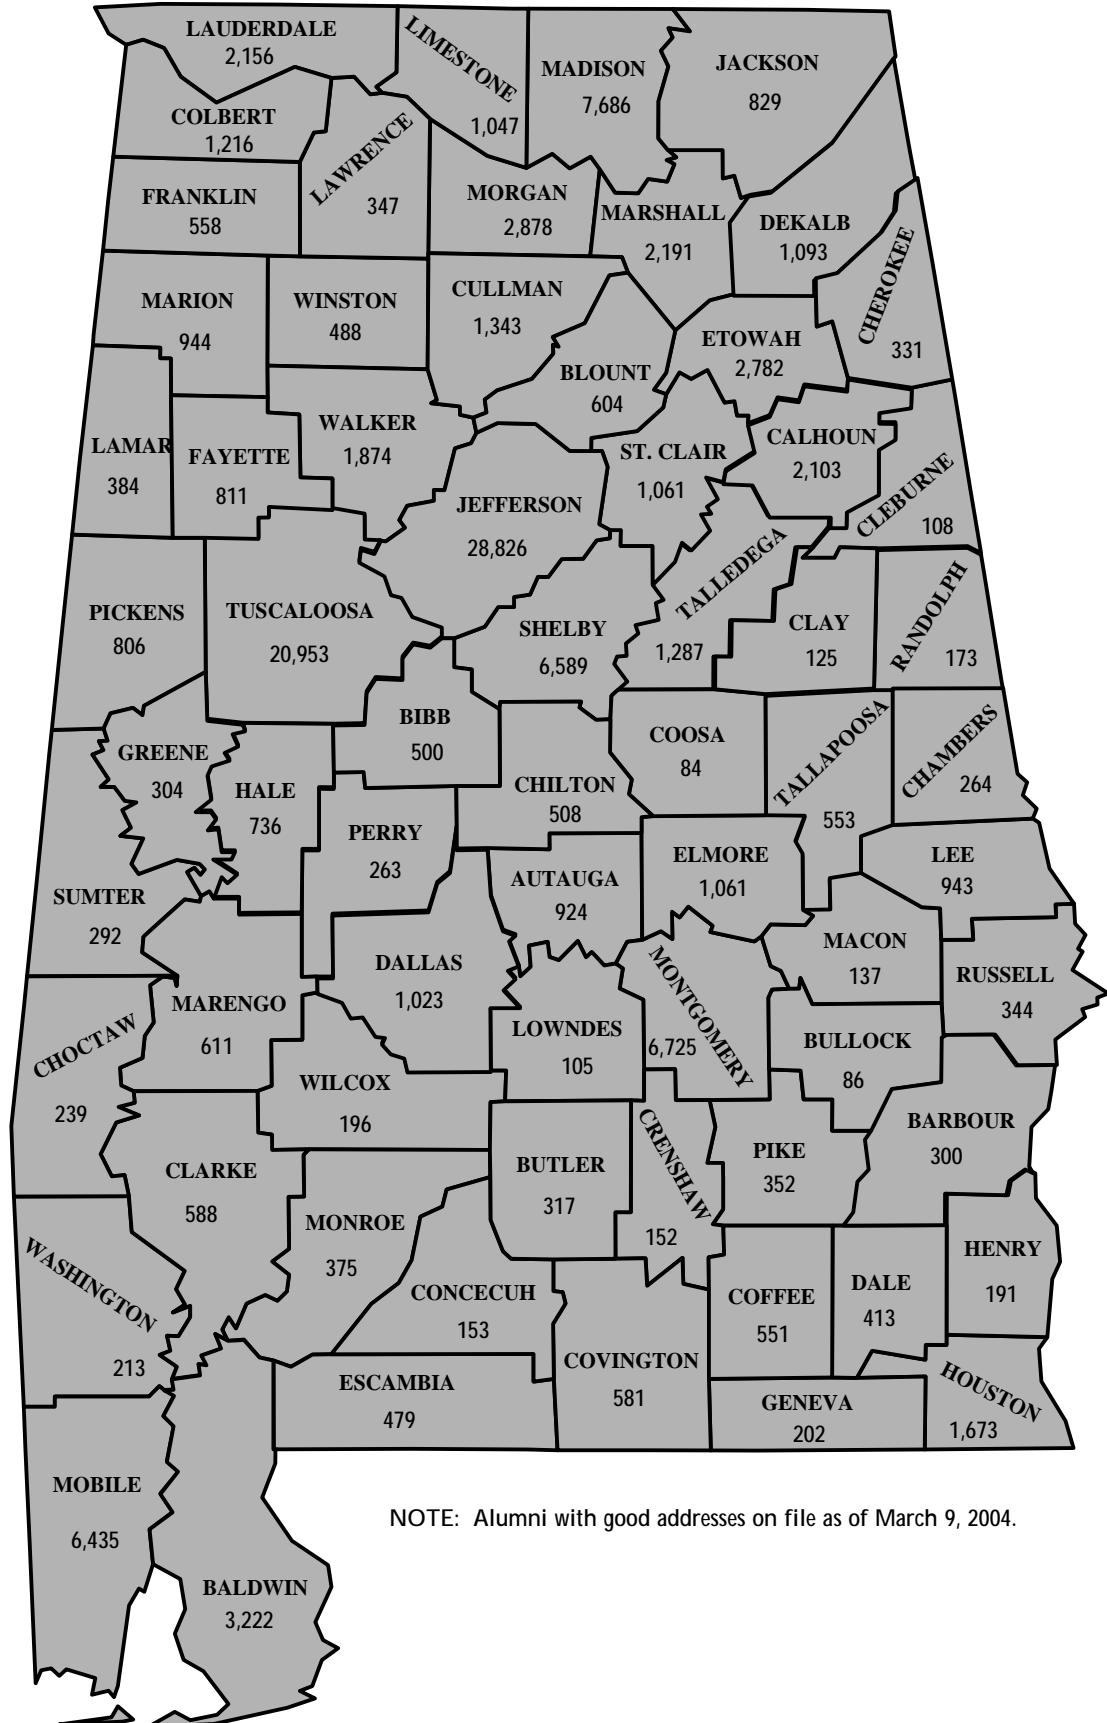 LAUDERDALE
2,156
LIMESTONE
1,047
MADISON
7,686
JACKSON
829
COLBERT
1,216
LAWRENCE
347
FRANKLIN
558
MORGAN
2,878
MARSHALL
2,191
DEKALB
1,093
CHEROKEE
331
MARION
944
WINSTON
488
CULLMAN
1,343
ETOWAH
2,782
BLOUNT
604
LAMAR
384
FAYETTE
811
WALKER
1,874
JEFFERSON
28,826
ST. CLAIR
1,061
CALHOUN
2,103
CLEBURNE
108
PICKENS
806
TUSCALOOSA
20,953
SHELBY
6,589
TALLEDEGA
1,287
CLAY
125
RANDOLPH
173
GREENE
304
HALE
736
BIBB
500
CHILTON
508
COOSA
84
TALLAPOOSA
553
CHAMBERS
264
PERRY
263
SUMTER
292
AUTAUGA
924
ELMORE
1,061
LEE
943
DALLAS
1,023
MACON
137
RUSSELL
344
MARENGO
611
CHOCTAW
239
LOWNDES
105
MONTGOMERY
6,725
BULLOCK
86
WILCOX
196
CLARKE
588
BUTLER
317
CRENSHAW
152
PIKE
352
BARBOUR
300
MONROE
375
WASHINGTON
213
CONCECUH
153
COFFEE
551
DALE
413
HENRY
191
ESCAMBIA
479
COVINGTON
581
GENEVA
202
HOUSTON
1,673
MOBILE
6,435
BALDWIN
3,222
NOTE: Alumni with good addresses on file as of March 9, 2004.